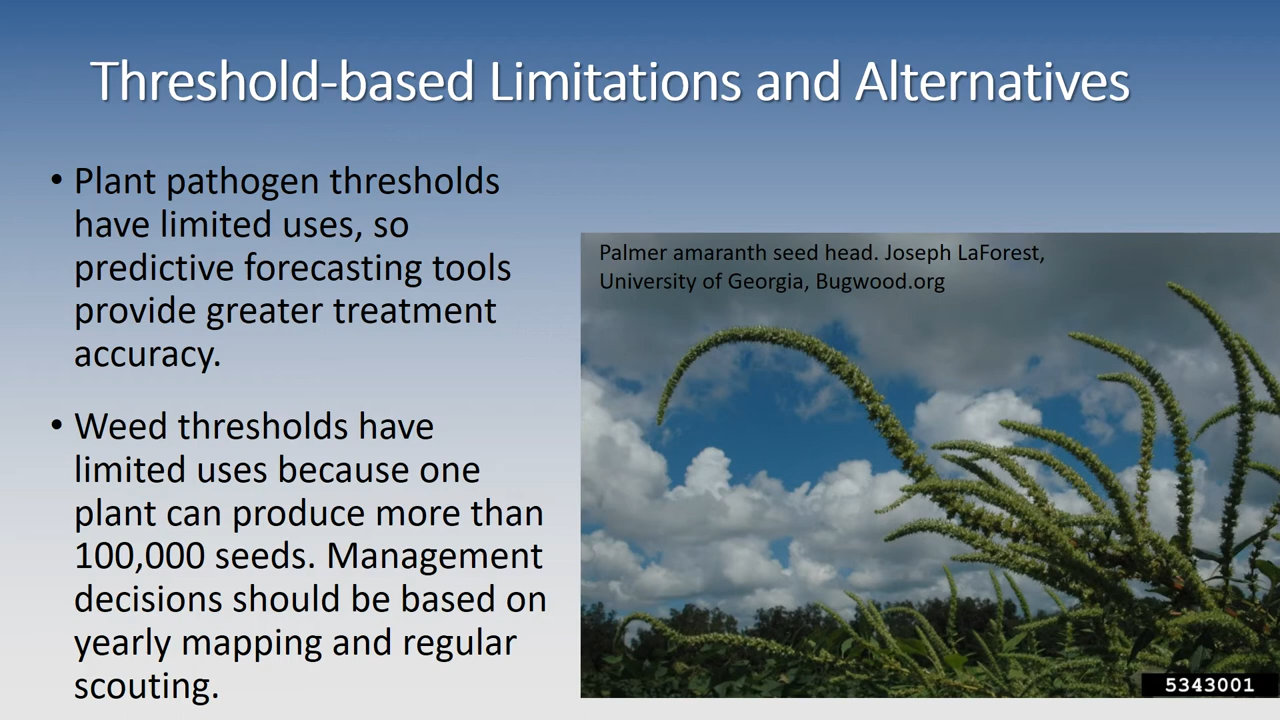 Threshold-based Limitations and Alternatives
• Plant pathogen thresholds
have limited uses, so
predictive forecasting tools
provide greater treatment
accuracy.
• Weed thresholds have
limited uses because one
plant can produce more than
100,000 seeds. Management
decisions should be based on
yearly mapping and regular
scouting.
Palmer amaranth seed head. Joseph LaForest,
University of Georgia, Bugwood.org
5343001